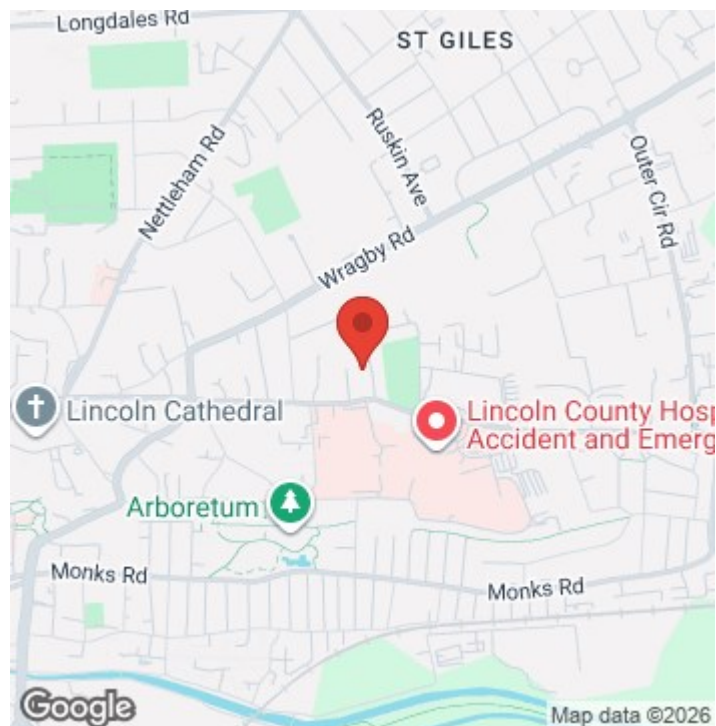 Longdales Rd
ST GILES
Nettleham Rd
Ruskin Ave
Outer Cir Rd
Wragby Rd
Lincoln Cathedral
Lincoln County Hosp
Accident and Emerg
Arboretum
Monks Rd
Monks Rd
Google
Map data ©2026